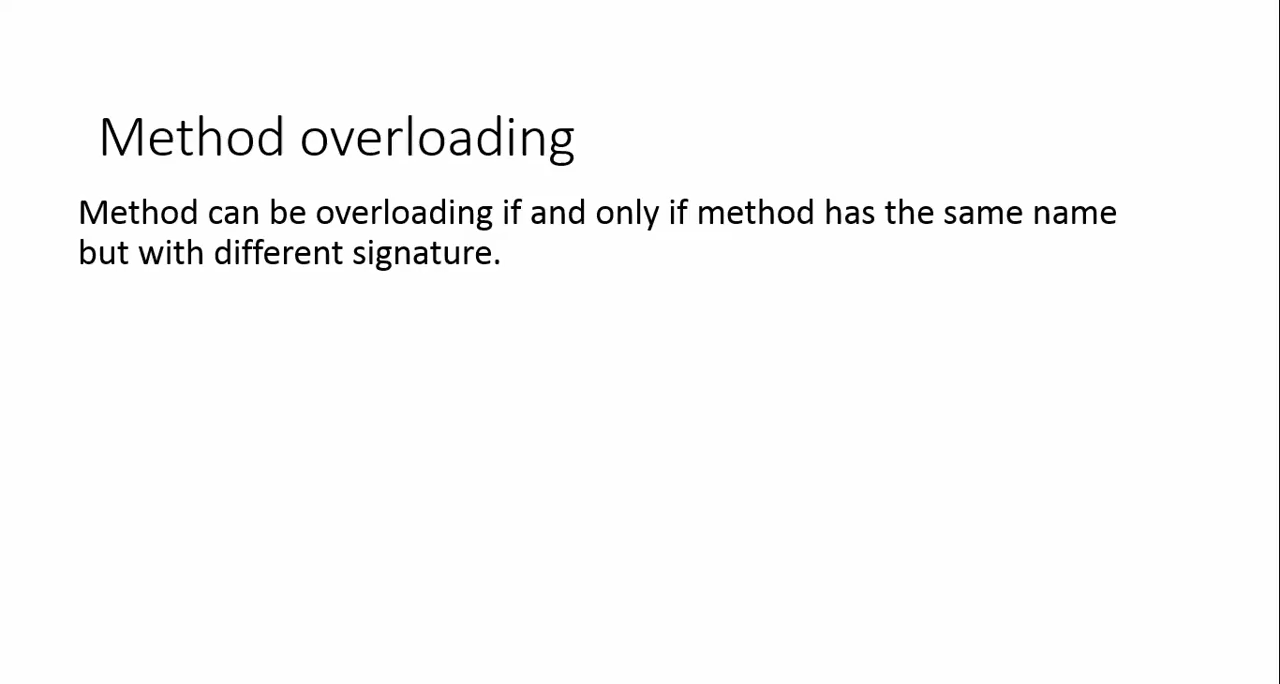 Method overloading
Method can be overloading if and only if method has the same name
but with different signature.